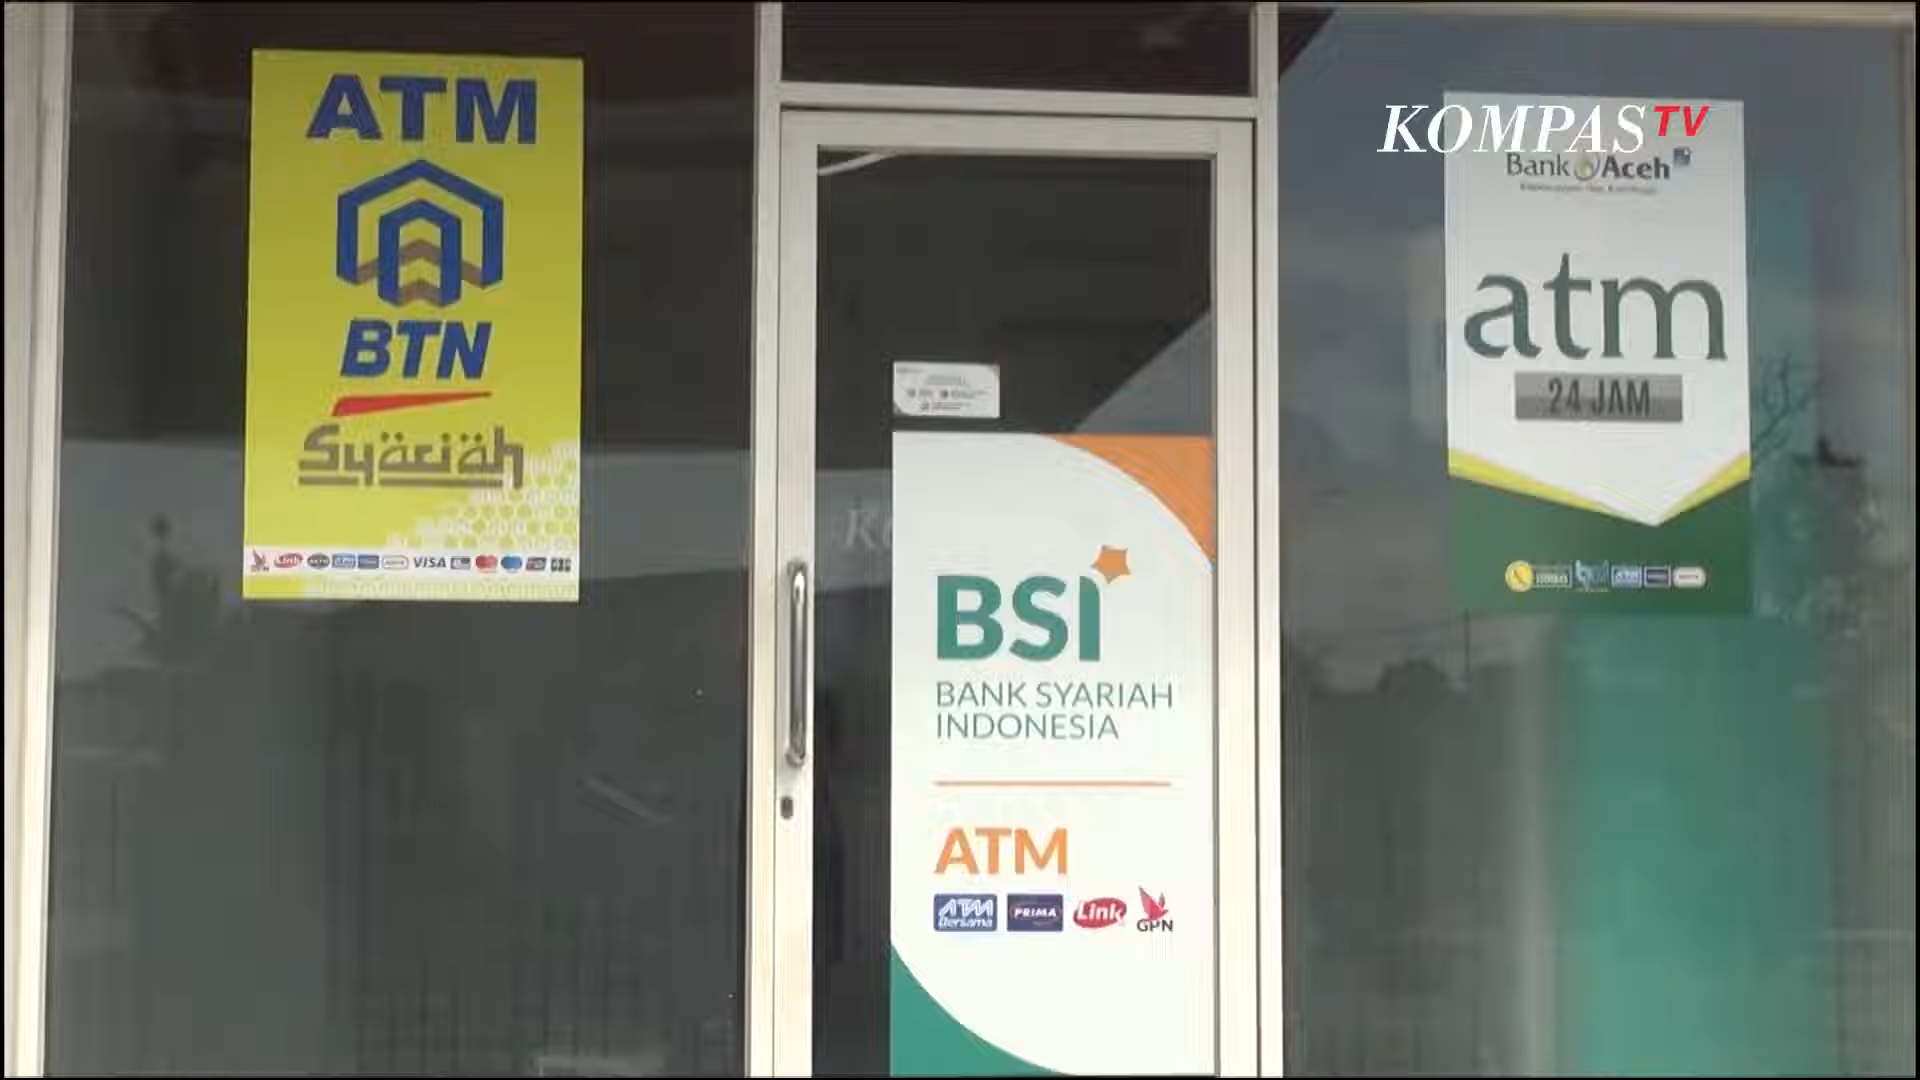 ATM
BTN
Syariah
Link
VISA
BSI
BANK SYARIAH
INDONESIA
ATM
ATM Bersama
PRIMA
Link
GPN
KOMPAS TV
Bank Aceh
atm
24 JAM